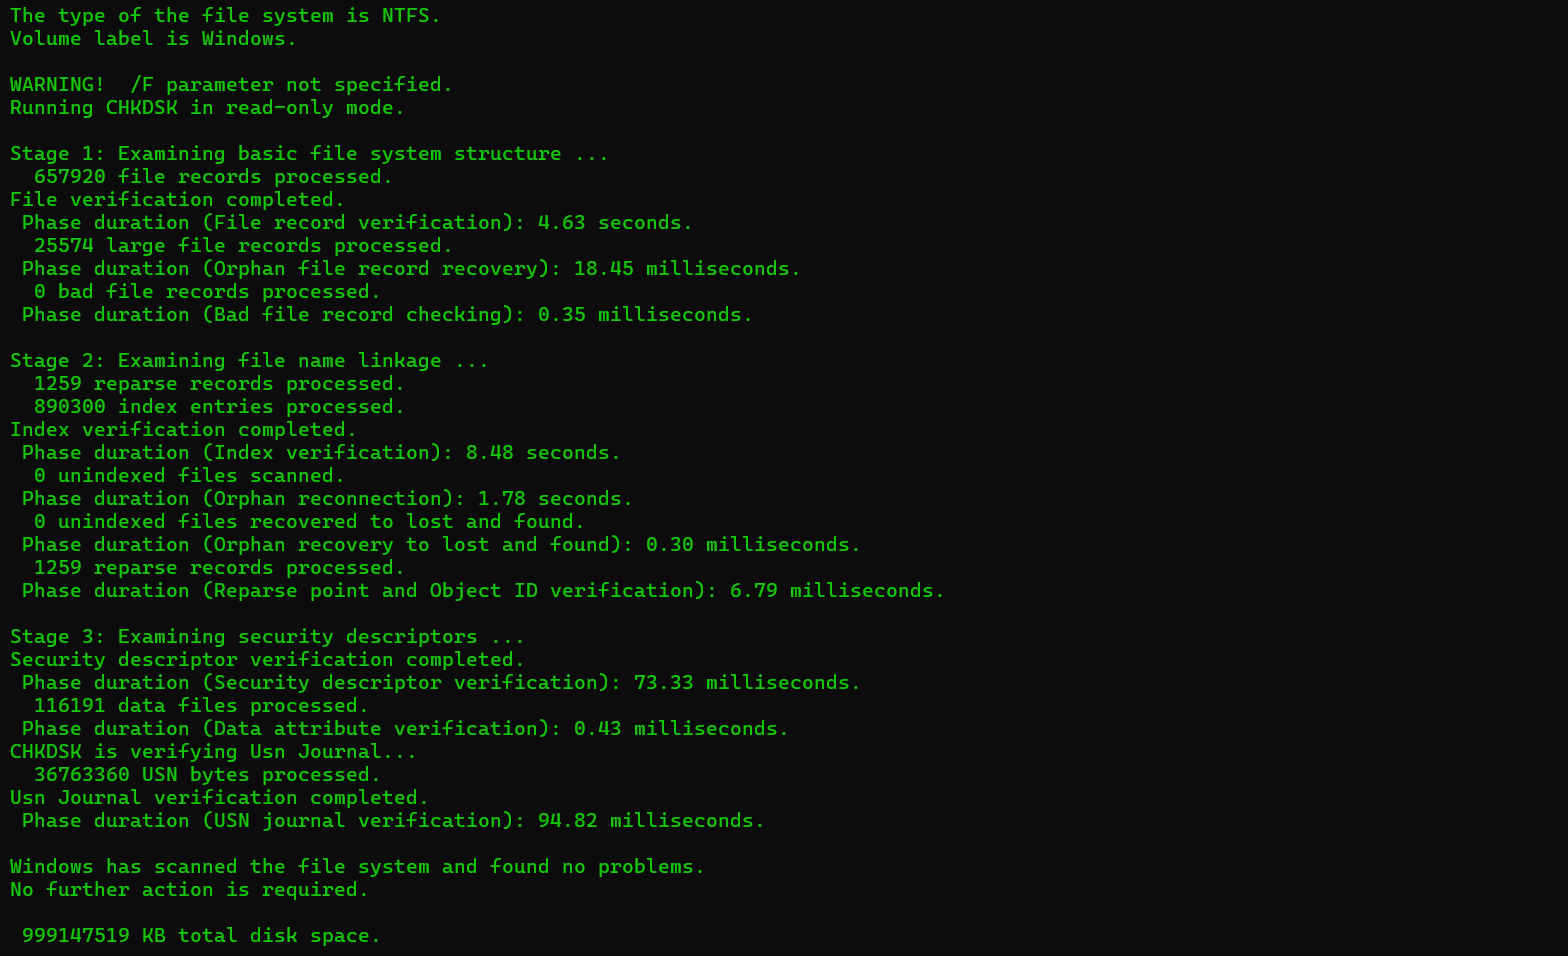 The type of the file system is NTFS.
Volume label is Windows.

WARNING!  /F parameter not specified.
Running CHKDSK in read-only mode.

Stage 1: Examining basic file system structure ...
  657920 file records processed.
File verification completed.
 Phase duration (File record verification): 4.63 seconds.
  25574 large file records processed.
 Phase duration (Orphan file record recovery): 18.45 milliseconds.
  0 bad file records processed.
 Phase duration (Bad file record checking): 0.35 milliseconds.

Stage 2: Examining file name linkage ...
  1259 reparse records processed.
  890300 index entries processed.
Index verification completed.
 Phase duration (Index verification): 8.48 seconds.
  0 unindexed files scanned.
 Phase duration (Orphan reconnection): 1.78 seconds.
  0 unindexed files recovered to lost and found.
 Phase duration (Orphan recovery to lost and found): 0.30 milliseconds.
  1259 reparse records processed.
 Phase duration (Reparse point and Object ID verification): 6.79 milliseconds.

Stage 3: Examining security descriptors ...
Security descriptor verification completed.
 Phase duration (Security descriptor verification): 73.33 milliseconds.
  116191 data files processed.
 Phase duration (Data attribute verification): 0.43 milliseconds.
CHKDSK is verifying Usn Journal...
  36763360 USN bytes processed.
Usn Journal verification completed.
 Phase duration (USN journal verification): 94.82 milliseconds.

Windows has scanned the file system and found no problems.
No further action is required.

 999147519 KB total disk space.